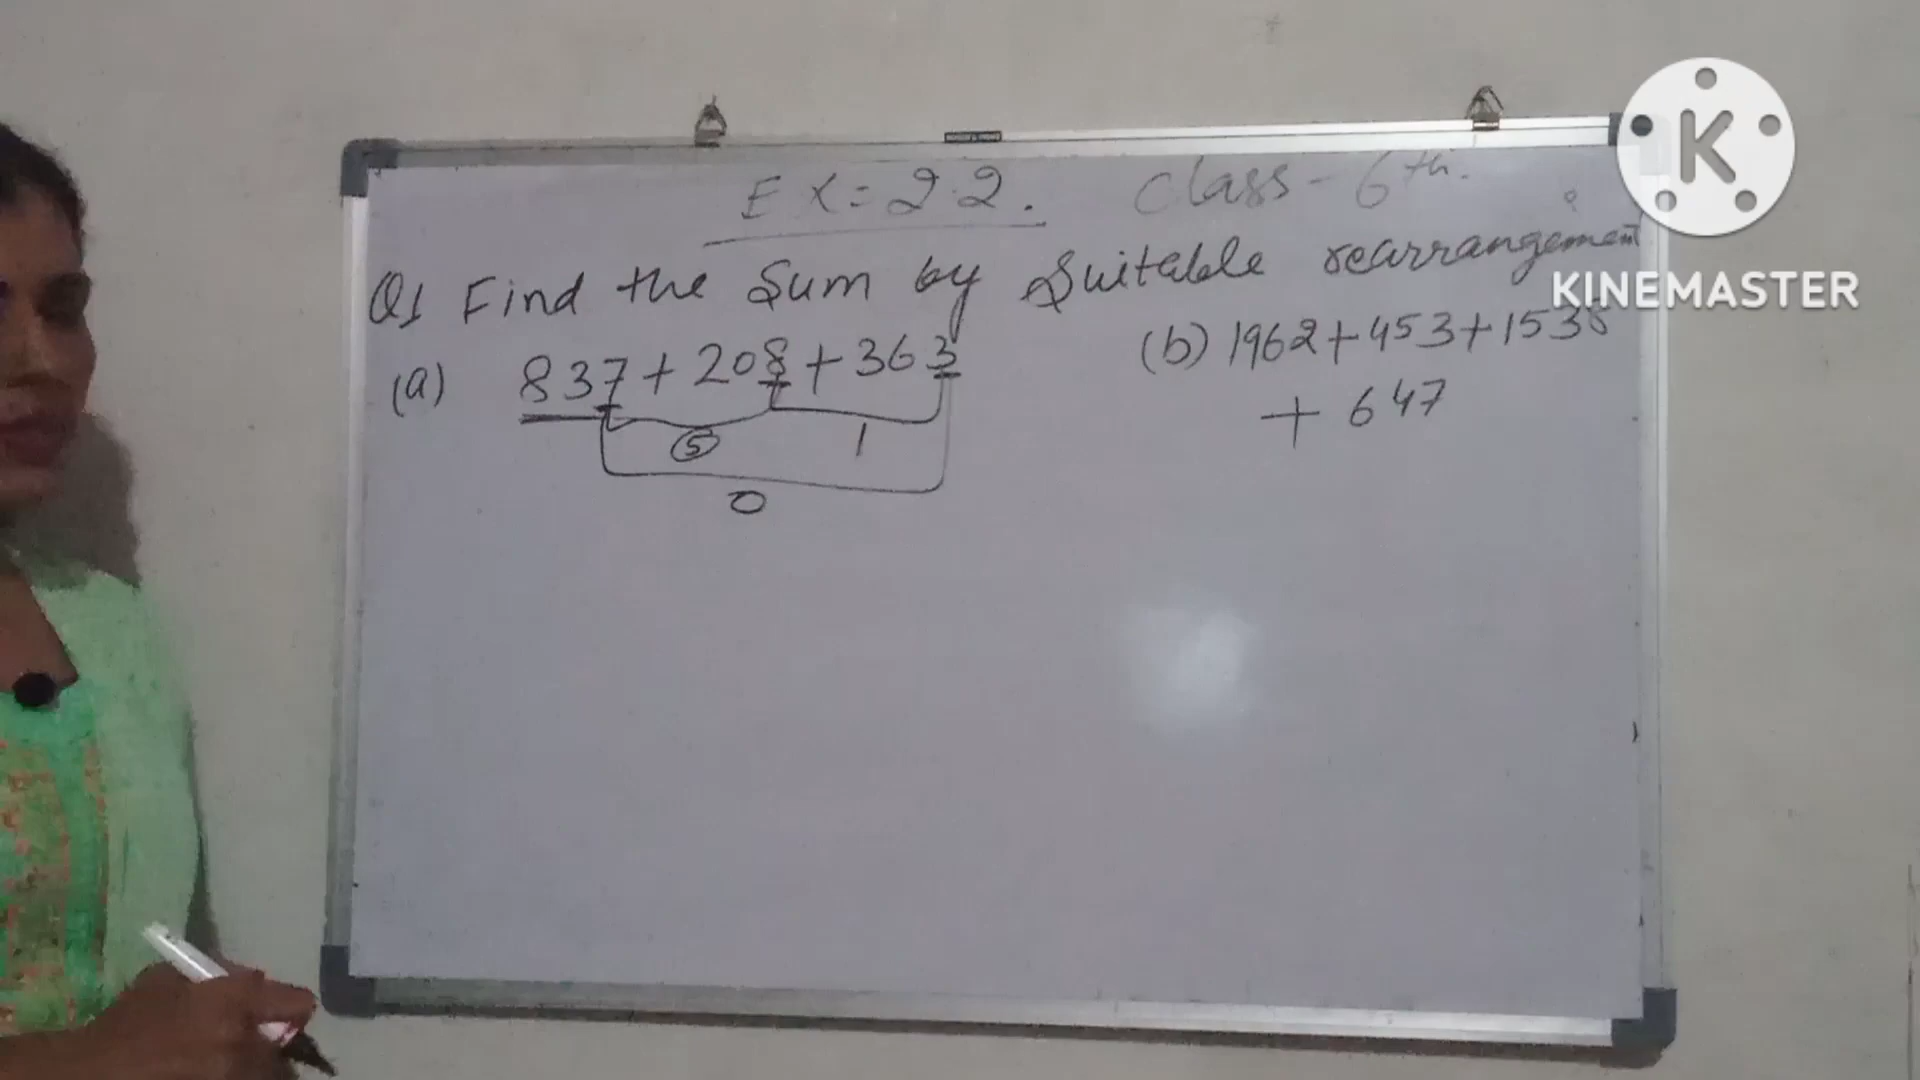 EX = 2.2. Class - 6th.
Q1 Find the Sum by Suitable rearrangement
(a) 837 + 208 + 363
(b) 1962 + 453 + 1538
+ 647
5 1
0
K
KINEMASTER